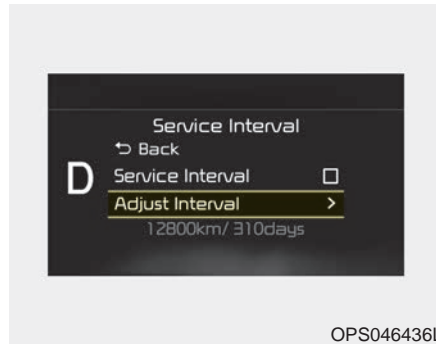 Service Interval
⮌ Back
D
Service Interval
Adjust Interval >
12800km/ 310days
OPS046436L